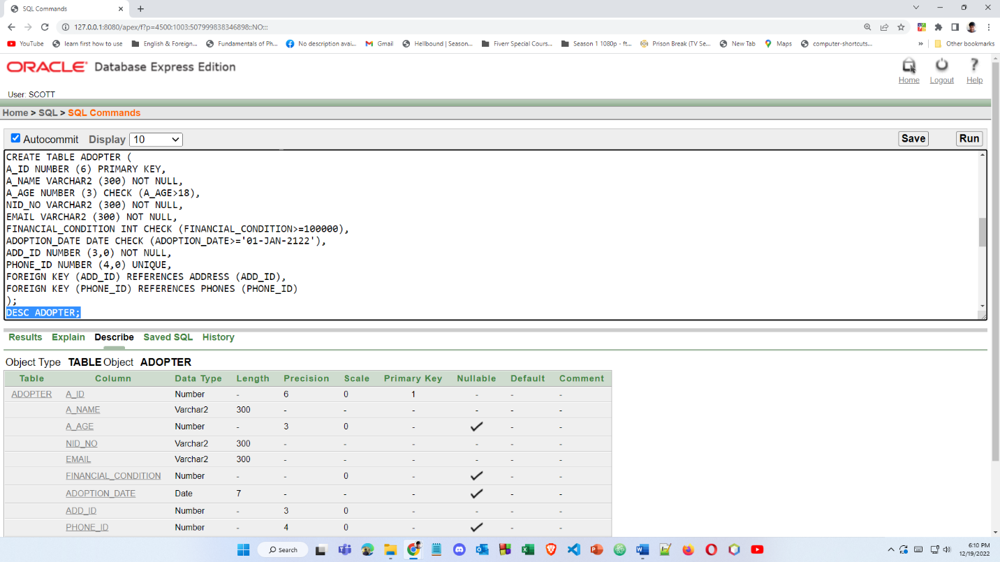 SQL Commands
127.0.0.1:8080/apex/f?p=4500:1003:507999838346898::NO:::
YouTube learn first how to use English & Foreign... Fundamentals of Ph... No description avai... Gmail Hellbound | Season... Fiverr Special Cours... Season 1 1080p - ft... Prison Break (TV Se... New Tab Maps computer-shortcuts... » Other bookmarks
ORACLE Database Express Edition
Home Logout Help
User: SCOTT
Home > SQL > SQL Commands
Autocommit Display 10 Save Run
CREATE TABLE ADOPTER (
A_ID NUMBER (6) PRIMARY KEY,
A_NAME VARCHAR2 (300) NOT NULL,
A_AGE NUMBER (3) CHECK (A_AGE>18),
NID_NO VARCHAR2 (300) NOT NULL,
EMAIL VARCHAR2 (300) NOT NULL,
FINANCIAL_CONDITION INT CHECK (FINANCIAL_CONDITION>=100000),
ADOPTION_DATE DATE CHECK (ADOPTION_DATE>='01-JAN-2122'),
ADD_ID NUMBER (3,0) NOT NULL,
PHONE_ID NUMBER (4,0) UNIQUE,
FOREIGN KEY (ADD_ID) REFERENCES ADDRESS (ADD_ID),
FOREIGN KEY (PHONE_ID) REFERENCES PHONES (PHONE_ID)
);
DESC ADOPTER;
Results Explain Describe Saved SQL History
Object Type TABLE Object ADOPTER
Table Column Data Type Length Precision Scale Primary Key Nullable Default Comment
ADOPTER A_ID Number - 6 0 1 - - -
A_NAME Varchar2 300 - - - - - -
A_AGE Number - 3 0 - ✓ - -
NID_NO Varchar2 300 - - - - - -
EMAIL Varchar2 300 - - - - - -
FINANCIAL_CONDITION Number - - 0 - ✓ - -
ADOPTION_DATE Date 7 - - - ✓ - -
ADD_ID Number - 3 0 - - - -
PHONE_ID Number - 4 0 - ✓ - -
Search
6:10 PM
12/19/2022